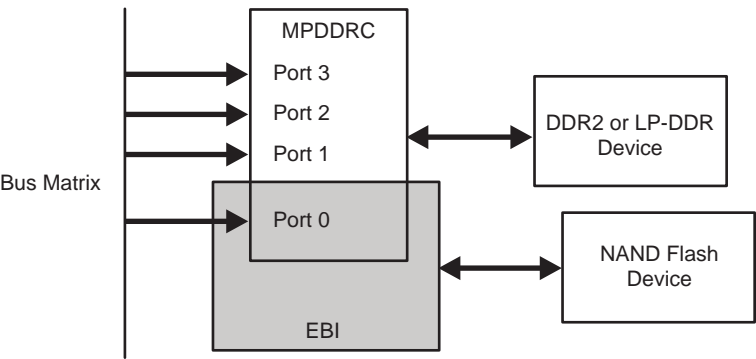 MPDDRC
Port 3
Port 2
Port 1
Port 0
EBI
Bus Matrix
DDR2 or LP-DDR
Device
NAND Flash
Device